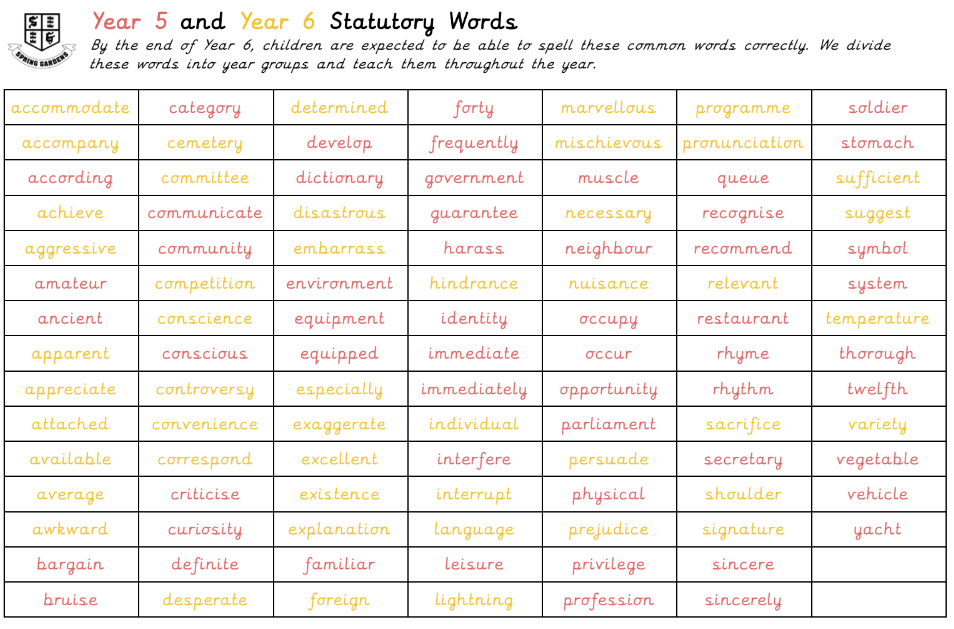 Year 5 and Year 6 Statutory Words
By the end of Year 6, children are expected to be able to spell these common words correctly. We divide
these words into year groups and teach them throughout the year.
SPRING GARDENS
accommodate category determined forty marvellous programme soldier
accompany cemetery develop frequently mischievous pronunciation stomach
according committee dictionary government muscle queue sufficient
achieve communicate disastrous guarantee necessary recognise suggest
aggressive community embarrass harass neighbour recommend symbol
amateur competition environment hindrance nuisance relevant system
ancient conscience equipment identity occupy restaurant temperature
apparent conscious equipped immediate occur rhyme thorough
appreciate controversy especially immediately opportunity rhythm twelfth
attached convenience exaggerate individual parliament sacrifice variety
available correspond excellent interfere persuade secretary vegetable
average criticise existence interrupt physical shoulder vehicle
awkward curiosity explanation language prejudice signature yacht
bargain definite familiar leisure privilege sincere
bruise desperate foreign lightning profession sincerely